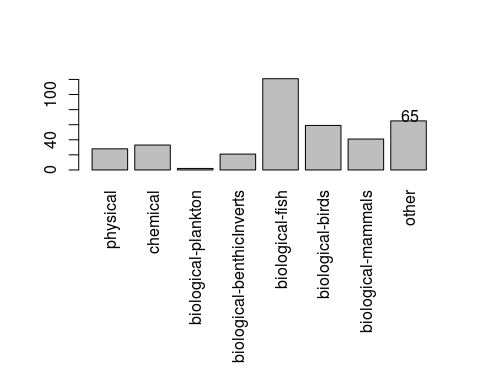 100
40
0
65
physical
chemical
biological-plankton
biological-benthicInverts
biological-fish
biological-birds
biological-mammals
other